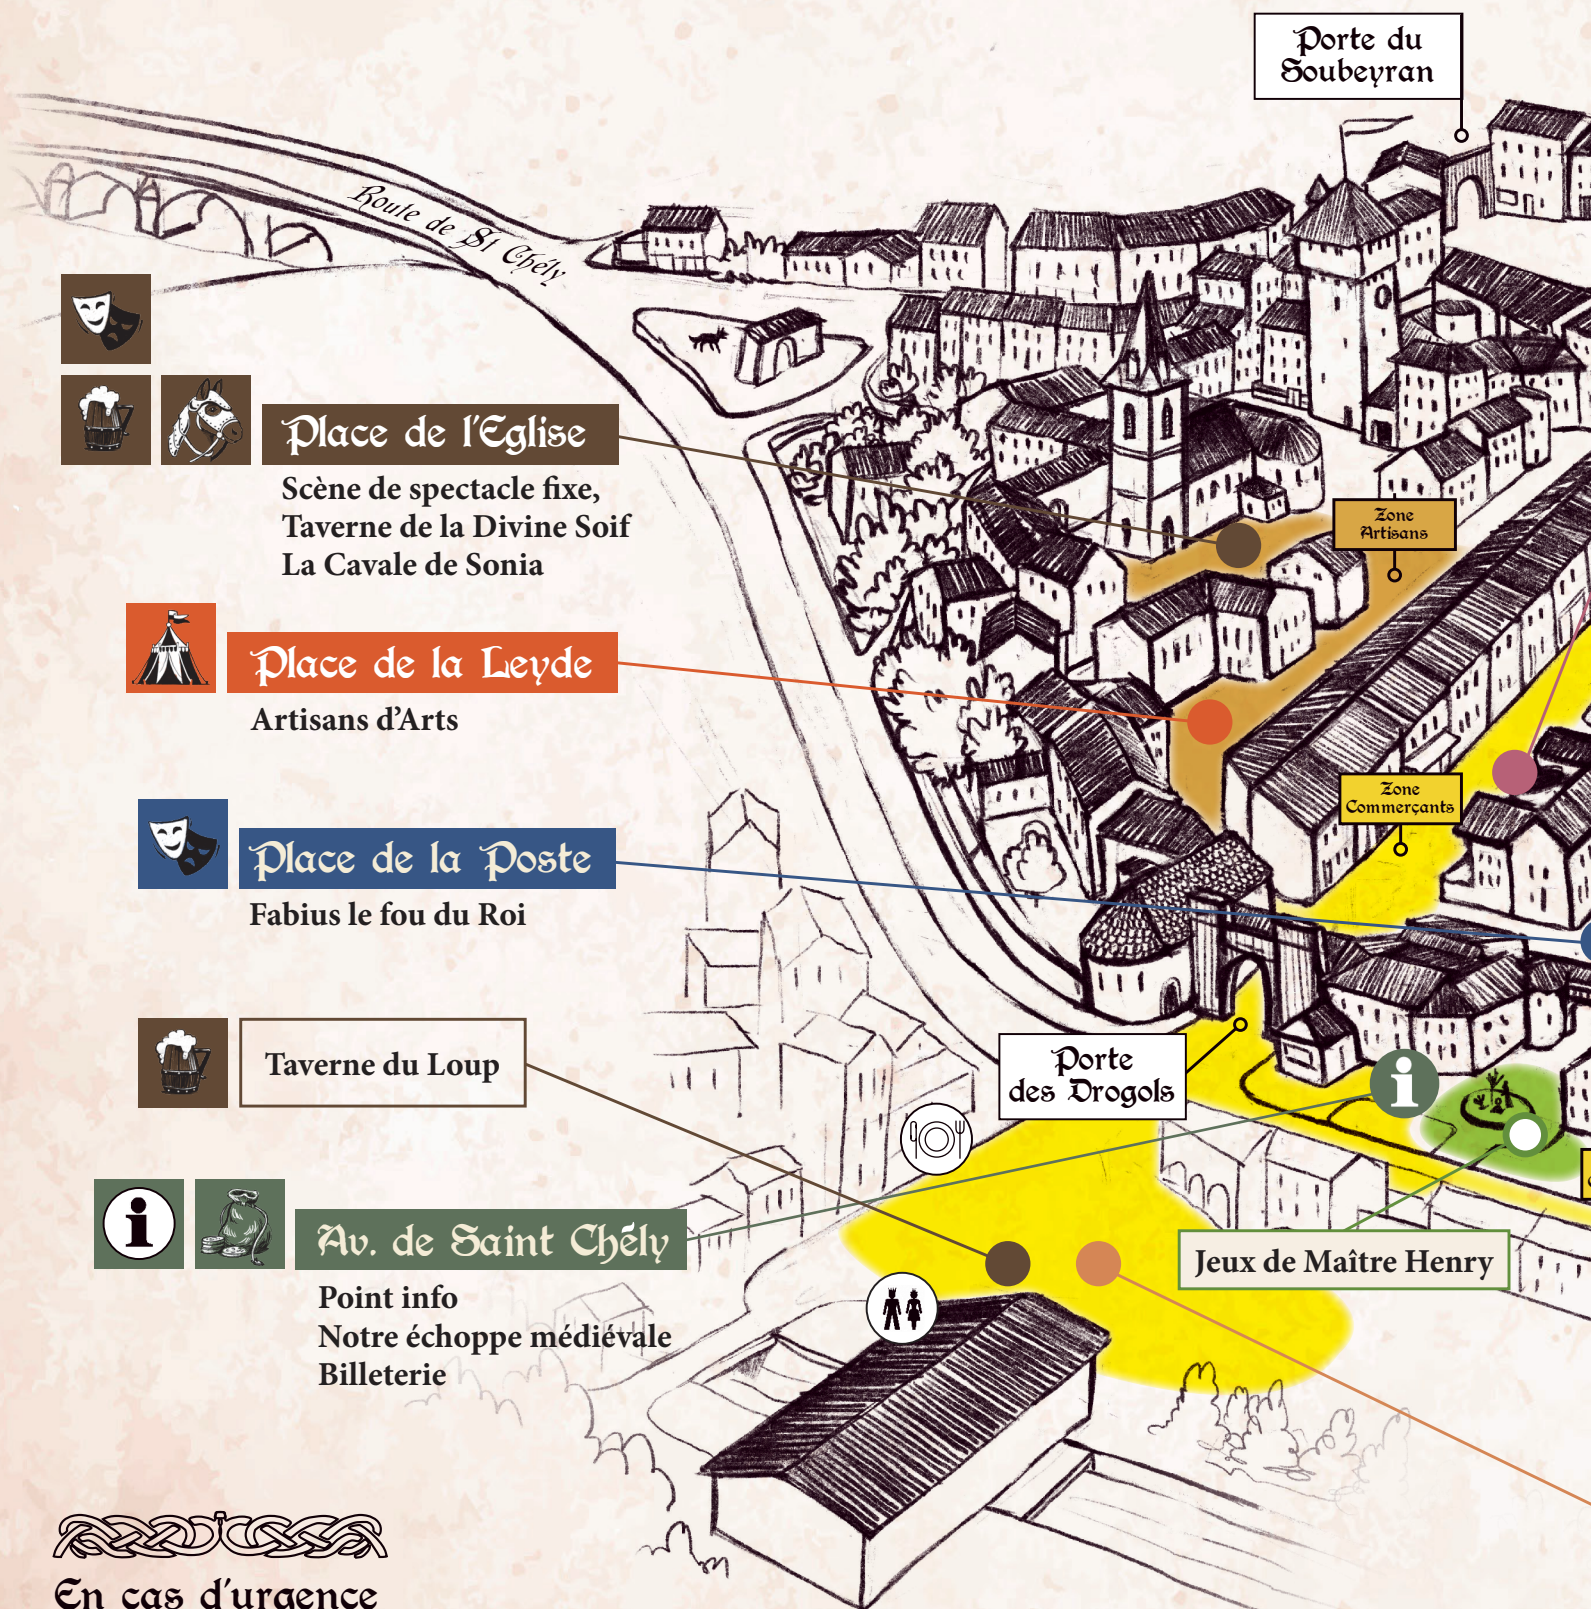 Porte du
Soubeyran
Route de St Chély
Place de l'Eglise
Scène de spectacle fixe,
Taverne de la Divine Soif
La Cavale de Sonia
Zone
Artisans
Place de la Leyde
Artisans d’Arts
Zone
Commerçants
Place de la Poste
Fabius le fou du Roi
Taverne du Loup
Porte
des Drogols
Av. de Saint Chély
Point info
Notre échoppe médiévale
Billeterie
Jeux de Maître Henry
En cas d'urgence